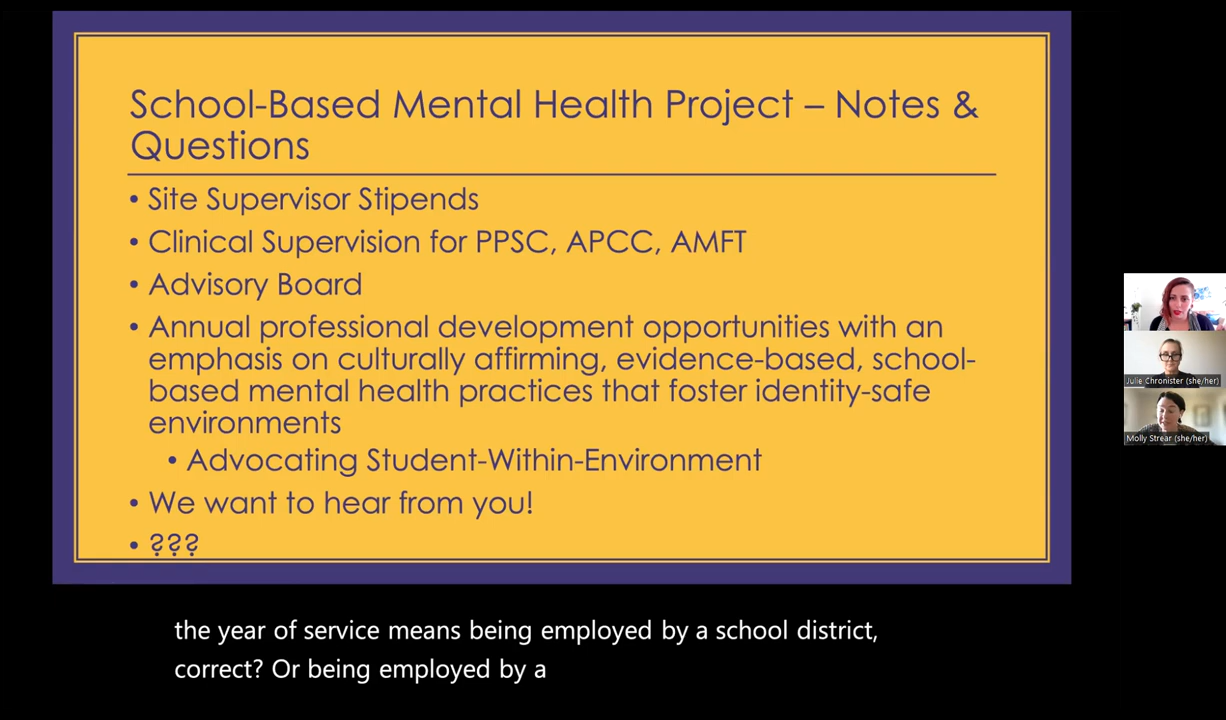 School-Based Mental Health Project – Notes &
Questions
• Site Supervisor Stipends
• Clinical Supervision for PPSC, APCC, AMFT
• Advisory Board
• Annual professional development opportunities with an
emphasis on culturally affirming, evidence-based, school-
based mental health practices that foster identity-safe
environments
• Advocating Student-Within-Environment
• We want to hear from you!
• ???
Julie Chronister (she/her)
Molly Strear (she/her)
the year of service means being employed by a school district,
correct? Or being employed by a